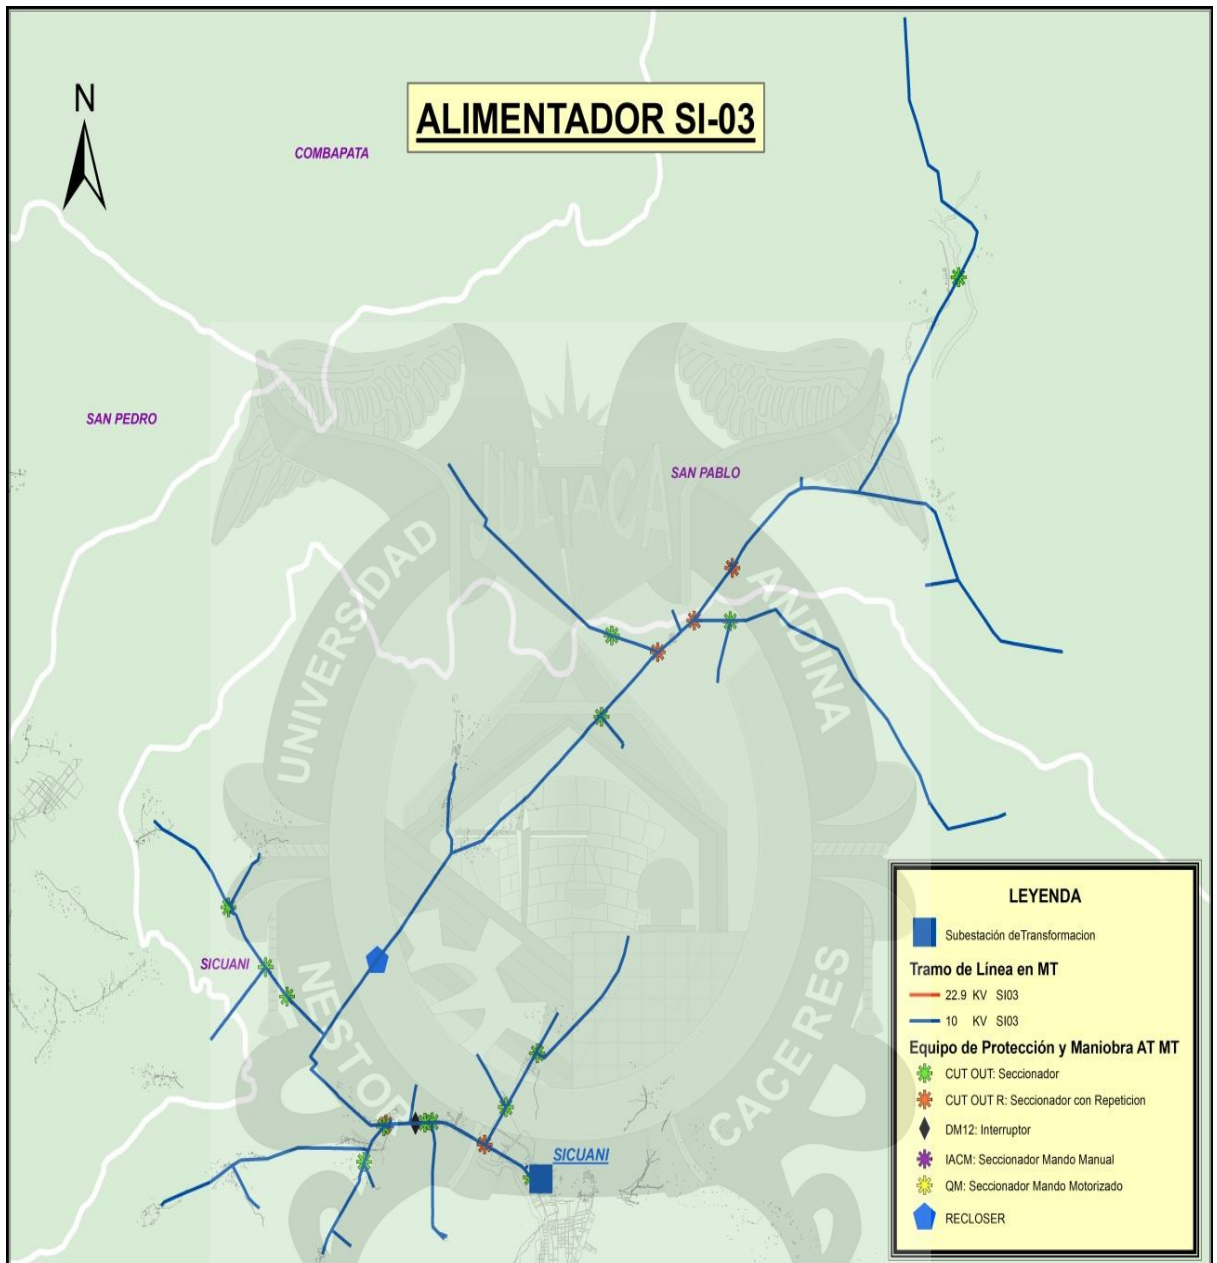 ALIMENTADOR SI-03
N
COMBAPATA
SAN PEDRO
SAN PABLO
JULIACA
UNIVERSIDAD
ANDINA
SICUANI
NESTOR
CACERES
SICUANI
LEYENDA
Subestación deTransformacion
Tramo de Línea en MT
22.9 KV SI03
10 KV SI03
Equipo de Protección y Maniobra AT MT
CUT OUT: Seccionador
CUT OUT R: Seccionador con Repeticion
DM12: Interruptor
IACM: Seccionador Mando Manual
QM: Seccionador Mando Motorizado
RECLOSER